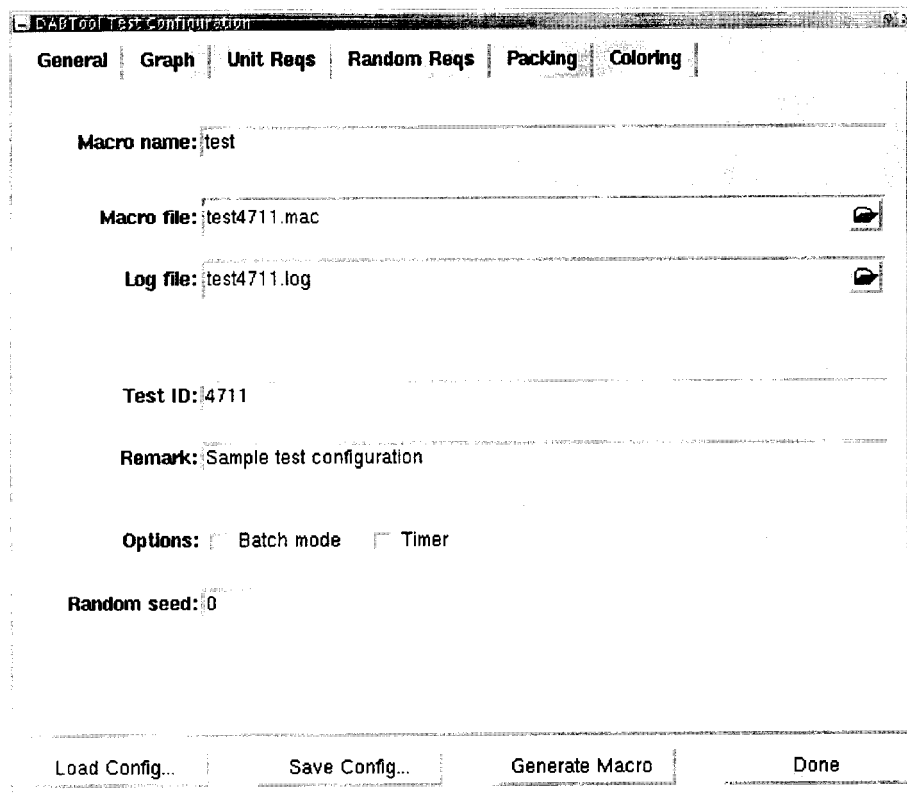 DABTool Test Configuration
General Graph Unit Reqs Random Reqs Packing Coloring
Macro name: test
Macro file: test4711.mac
Log file: test4711.log
Test ID: 4711
Remark: Sample test configuration
Options: Batch mode Timer
Random seed: 0
Load Config... Save Config... Generate Macro Done